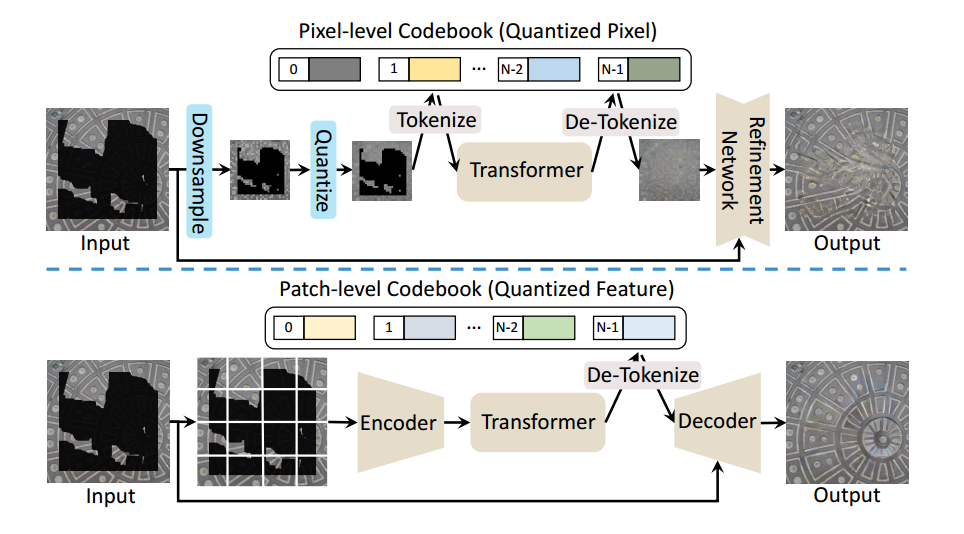 Pixel-level Codebook (Quantized Pixel)
0 1 ... N-2 N-1
Tokenize
De-Tokenize
Downsample
Quantize
Transformer
Refinement
Network
Input
Output
Patch-level Codebook (Quantized Feature)
0 1 ... N-2 N-1
De-Tokenize
Encoder
Transformer
Decoder
Input
Output